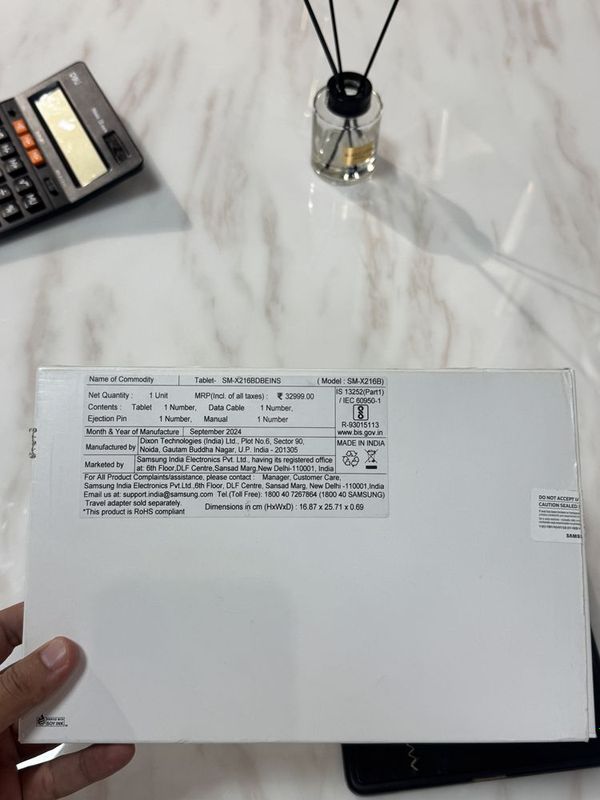 Name of Commodity Tablet- SM-X216BDBEINS (Model : SM-X216B)
Net Quantity : 1 Unit MRP(Incl. of all taxes) : ₹ 32999.00
Contents : Tablet 1 Number, Data Cable 1 Number,
Ejection Pin 1 Number, Manual 1 Number
IS 13252(Part1)
/ IEC 60950-1
R-93015113
www.bis.gov.in
Month & Year of Manufacture September 2024
MADE IN INDIA
Manufactured by Dixon Technologies (India) Ltd., Plot No.6, Sector 90,
Noida, Gautam Buddha Nagar, U.P. India - 201305
Marketed by Samsung India Electronics Pvt. Ltd., having its registered office
at: 6th Floor,DLF Centre,Sansad Marg,New Delhi-110001, India
For All Product Complaints/assistance, please contact : Manager, Customer Care,
Samsung India Electronics Pvt. Ltd.,6th Floor, DLF Centre, Sansad Marg, New Delhi -110001,India
Email us at: support.india@samsung.com Tel.(Toll Free): 1800 40 7267864 (1800 40 SAMSUNG)
Travel adapter sold separately
*This product is RoHS compliant
Dimensions in cm (HxWxD) : 16.87 x 25.71 x 0.69
DO NOT ACCEPT
CAUTION SEALED
SOY INK